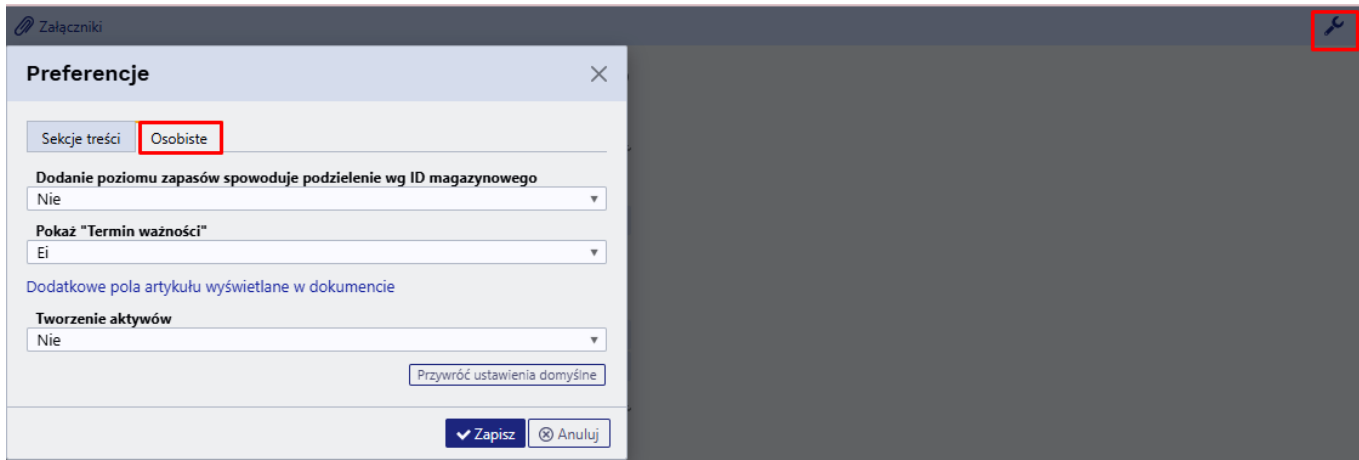 Załączniki
Preferencje
Sekcje treści Osobiste
Dodanie poziomu zapasów spowoduje podzielenie wg ID magazynowego
Nie
Pokaż "Termin ważności"
Ei
Dodatkowe pola artykułu wyświetlane w dokumencie
Tworzenie aktywów
Nie
Przywróć ustawienia domyślne
Zapisz Anuluj